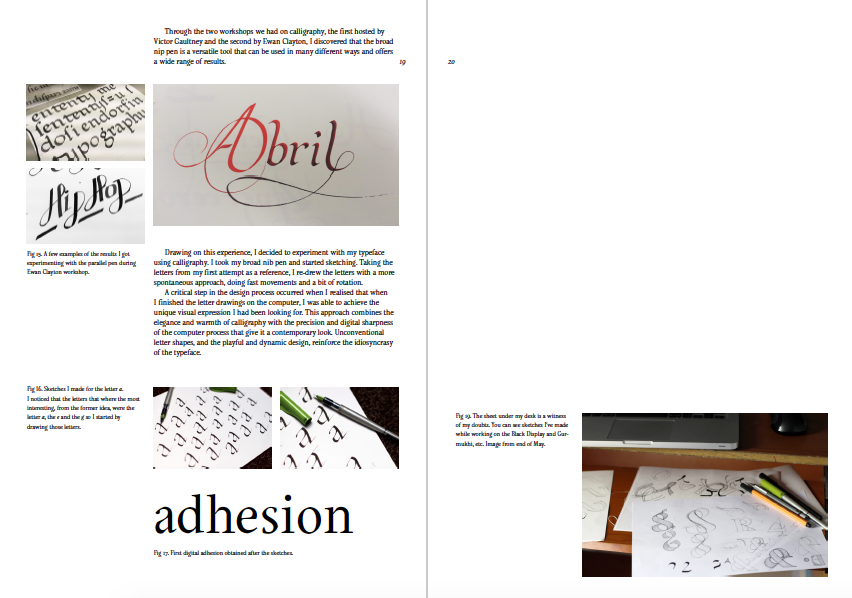 Through the two workshops we had on calligraphy, the first hosted by
Victor Gaultney and the second by Ewan Clayton, I discovered that the broad
nip pen is a versatile tool that can be used in many different ways and offers
a wide range of results.
19
ententy me
sentennyszu (
dosi endorfin
typography
Hip Hop
Abril
Fig 15. A few examples of the results I got
experimenting with the parallel pen during
Ewan Clayton workshop.
Drawing on this experience, I decided to experiment with my typeface
using calligraphy. I took my broad nib pen and started sketching. Taking the
letters from my first attempt as a reference, I re-drew the letters with a more
spontaneous approach, doing fast movements and a bit of rotation.
A critical step in the design process occurred when I realised that when
I finished the letter drawings on the computer, I was able to achieve the
unique visual expression I had been looking for. This approach combines the
elegance and warmth of calligraphy with the precision and digital sharpness
of the computer process that give it a contemporary look. Unconventional
letter shapes, and the playful and dynamic design, reinforce the idiosyncrasy
of the typeface.
Fig 16. Sketches I made for the letter a.
I noticed that the letters that where the most
interesting, from the former idea, were the
letter a, the e and the g so I started by
drawing those letters.
adhesion
Fig 17. First digital adhesion obtained after the sketches.
20
Fig 19. The sheet under my desk is a witness
of my doubts. You can see sketches I've made
while working on the Black Display and Gur-
mukhi, etc. Image from end of May.